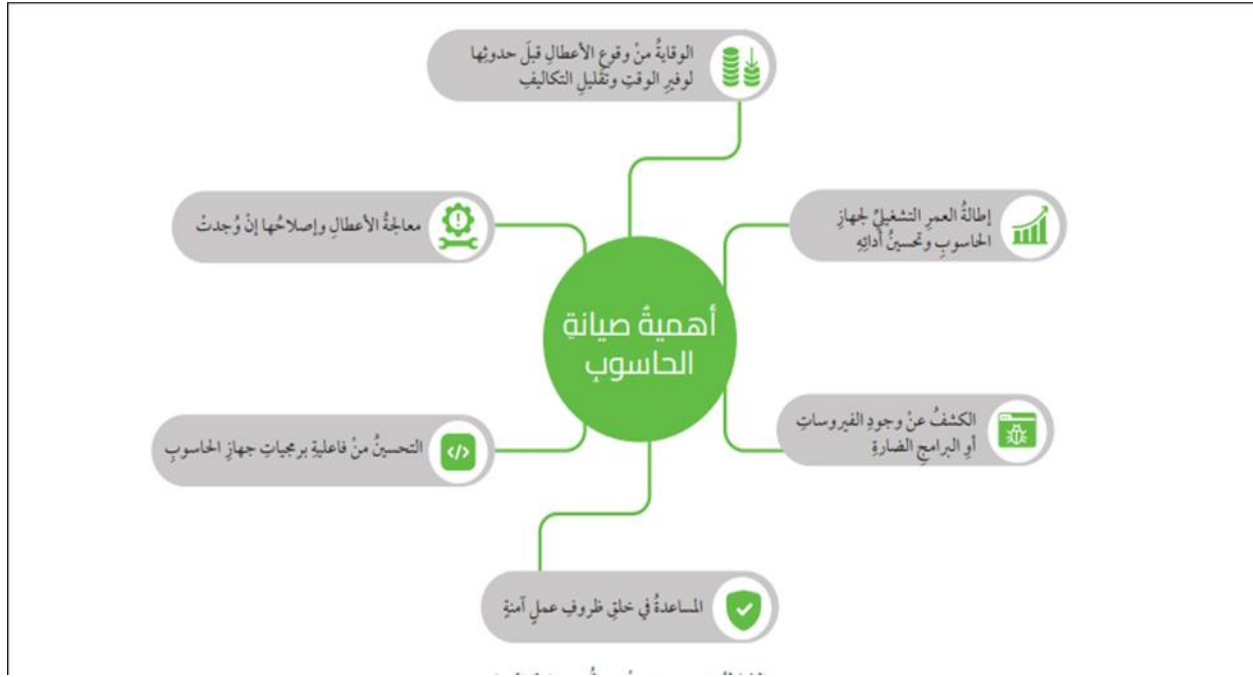 الوقايةُ منْ وقوعِ الأعطالِ قبلَ حدوثِها
لوفيرِ الوقتِ وتقليلِ التكاليفِ
إطالةُ العمرِ التشغيليِّ لجهازِ
الحاسوبِ وتحسينُ أدائِهِ
معالجةُ الأعطالِ وإصلاحُها إنْ وُجدتْ
أهميةُ صيانةِ
الحاسوبِ
الكشفُ عنْ وجودِ الفيروساتِ
أوِ البرامجِ الضارةِ
التحسينُ منْ فاعليةِ برمجياتِ جهازِ الحاسوبِ
المساعدةُ في خلقِ ظروفِ عملٍ آمنةٍ